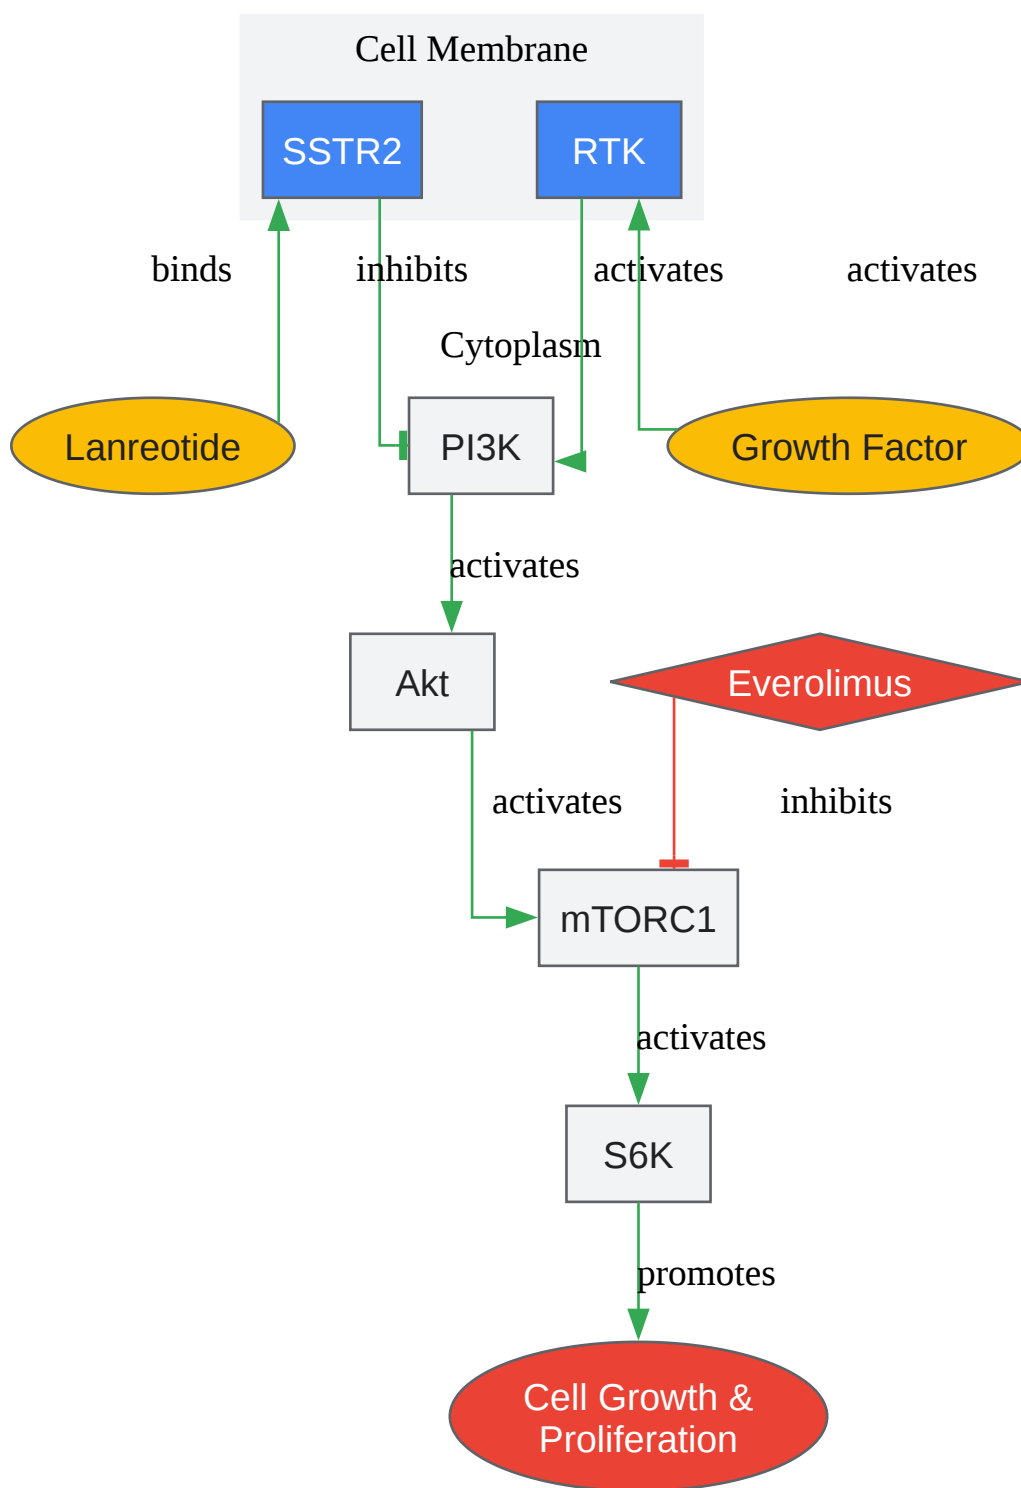 Cell Membrane
SSTR2
RTK
binds
inhibits
activates
activates
Cytoplasm
Lanreotide
PI3K
Growth Factor
activates
Akt
Everolimus
activates
inhibits
mTORC1
activates
S6K
promotes
Cell Growth &
Proliferation